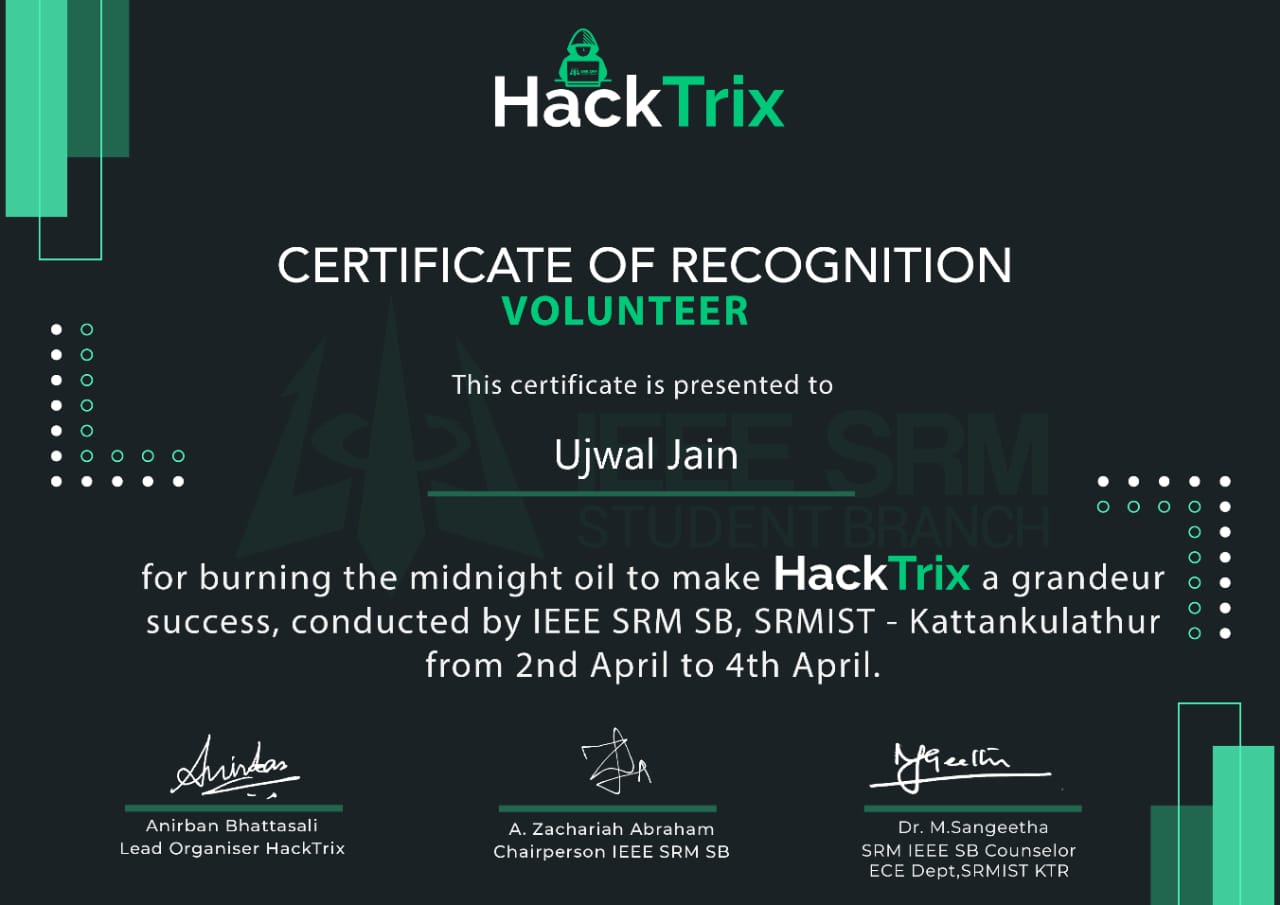 HackTrix
CERTIFICATE OF RECOGNITION
VOLUNTEER
This certificate is presented to
Ujwal Jain
IEEE SRM
STUDENT BRANCH
for burning the midnight oil to make HackTrix a grandeur
success, conducted by IEEE SRM SB, SRMIST - Kattankulathur
from 2nd April to 4th April.
Anirban Bhattasali
Lead Organiser HackTrix
A. Zachariah Abraham
Chairperson IEEE SRM SB
Dr. M.Sangeetha
SRM IEEE SB Counselor
ECE Dept,SRMIST KTR